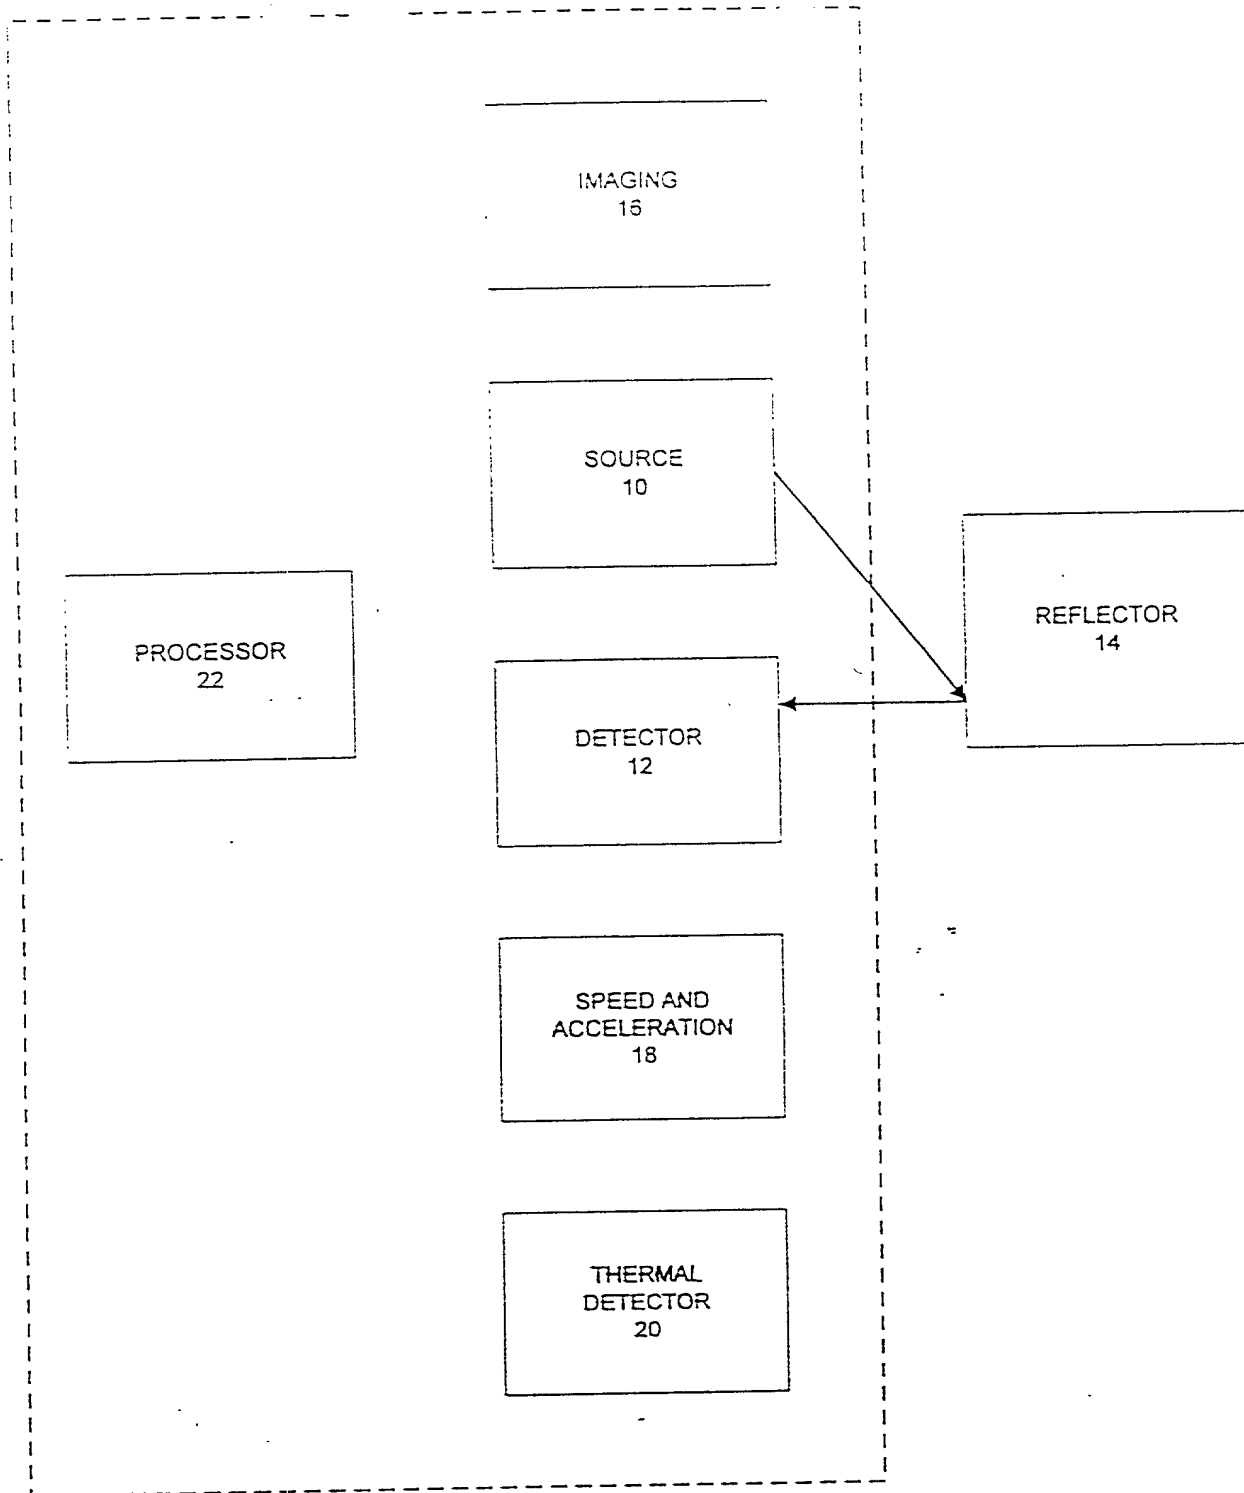 IMAGING
16
SOURCE
10
REFLECTOR
14
PROCESSOR
22
DETECTOR
12
SPEED AND
ACCELERATION
18
THERMAL
DETECTOR
20